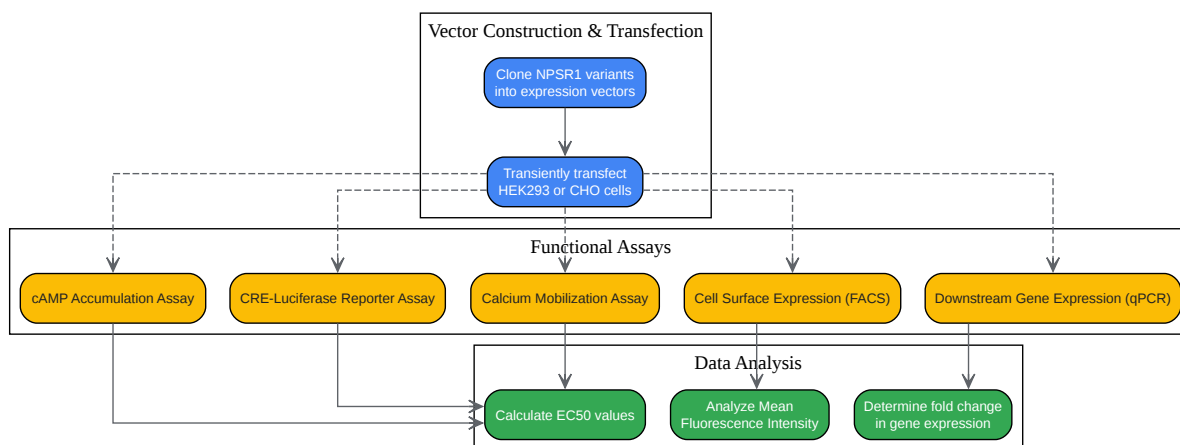 Vector Construction & Transfection
Clone NPSR1 variants
into expression vectors
Transiently transfect
HEK293 or CHO cells
Functional Assays
cAMP Accumulation Assay
CRE-Luciferase Reporter Assay
Calcium Mobilization Assay
Cell Surface Expression (FACS)
Downstream Gene Expression (qPCR)
Data Analysis
Calculate EC50 values
Analyze Mean
Fluorescence Intensity
Determine fold change
in gene expression